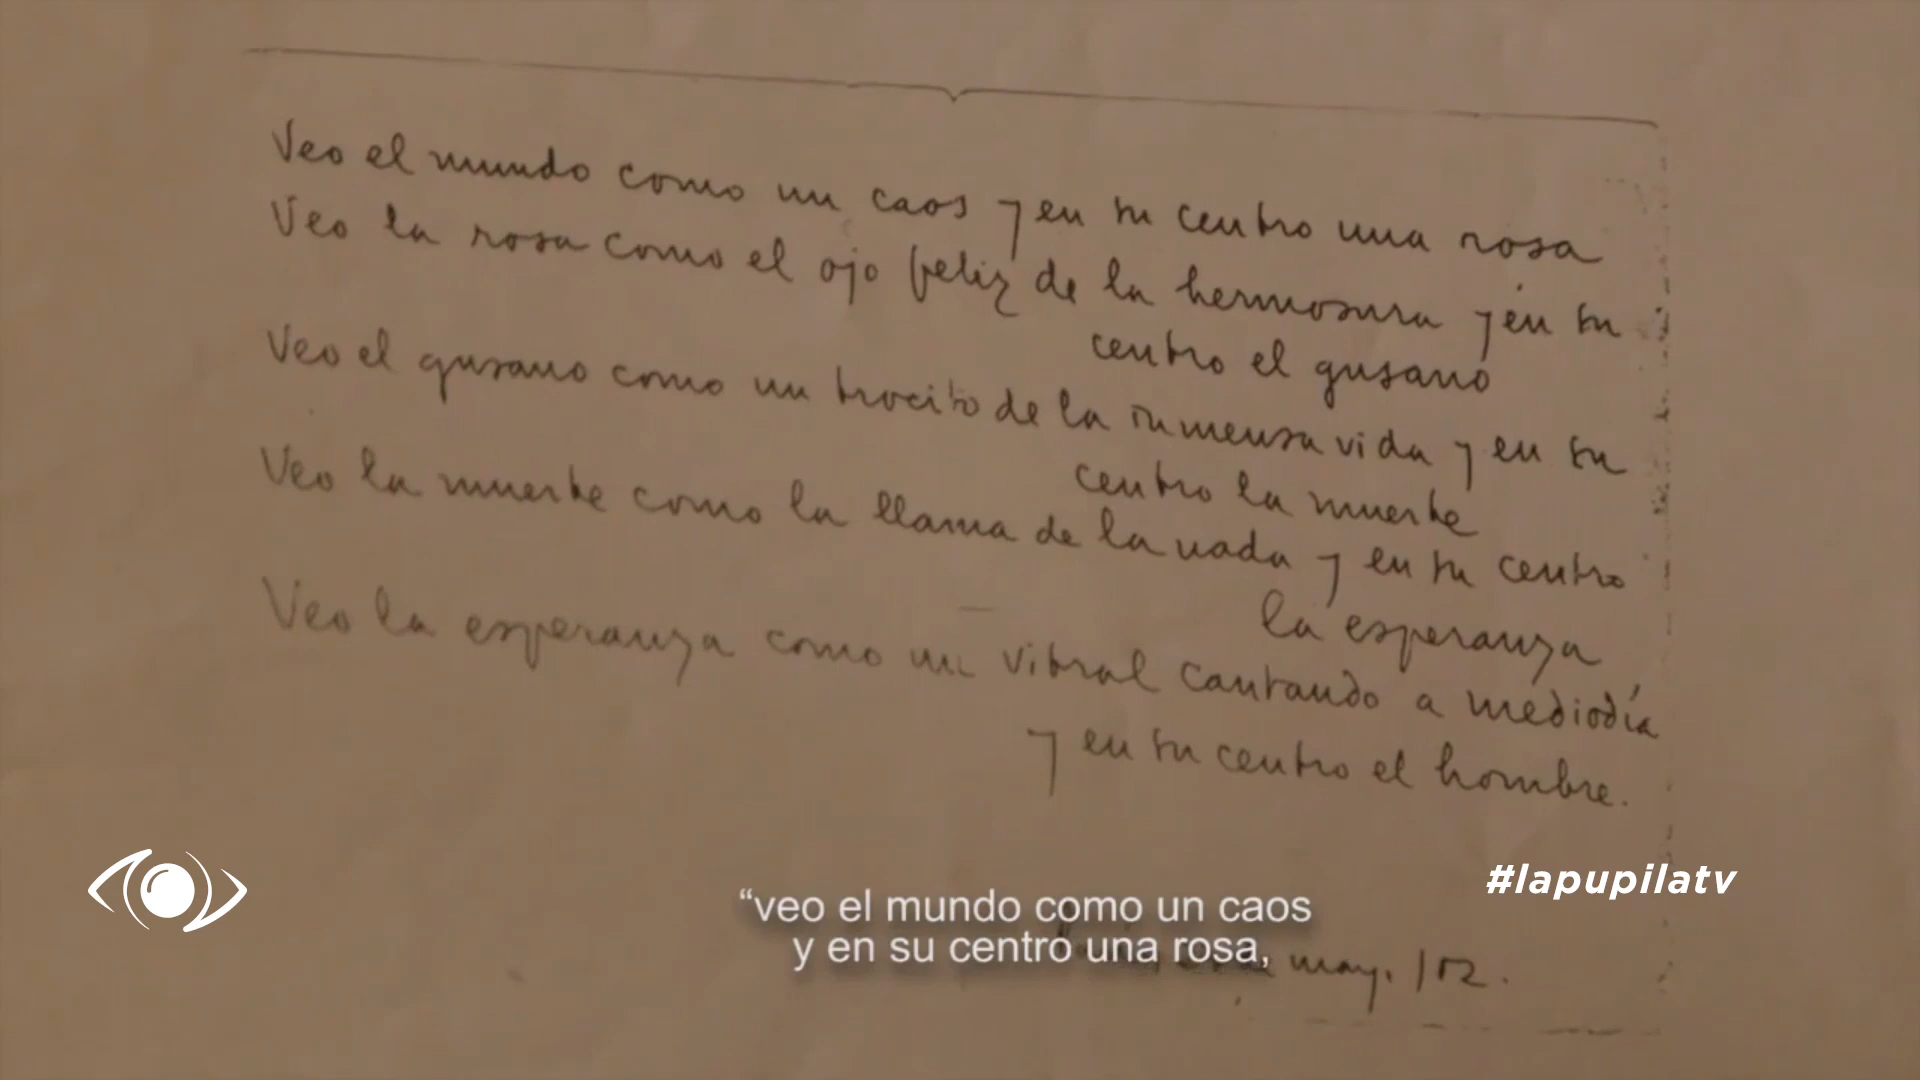 Veo el mundo como un caos y en su centro una rosa
Veo la rosa como el ojo feliz de la hermosura y en su
centro el gusano
Veo el gusano como un trocito de la inmensa vida y en su
centro la muerte
Veo la muerte como la llama de la nada y en su centro
la esperanza
Veo la esperanza como un vitral cantando a mediodía
y en su centro el hombre.
#lapupilatv
“veo el mundo como un caos
y en su centro una rosa,
may. /52.